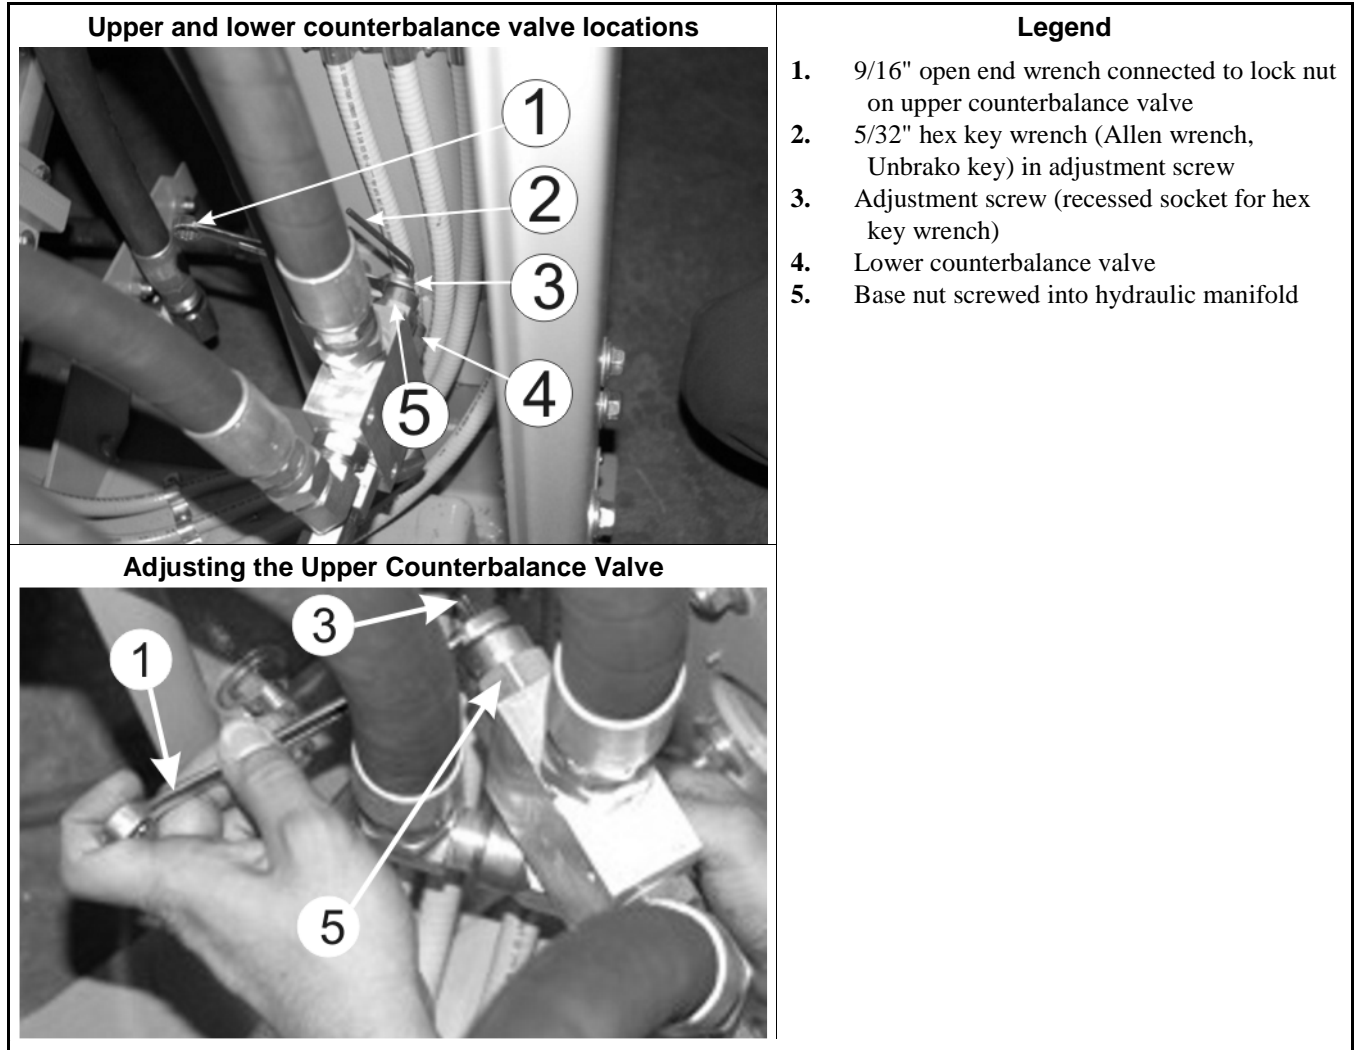 Upper and lower counterbalance valve locations
1
2
3
4
5
Adjusting the Upper Counterbalance Valve
3
1
5
Legend
1. 9/16" open end wrench connected to lock nut
on upper counterbalance valve
2. 5/32" hex key wrench (Allen wrench,
Unbrako key) in adjustment screw
3. Adjustment screw (recessed socket for hex
key wrench)
4. Lower counterbalance valve
5. Base nut screwed into hydraulic manifold